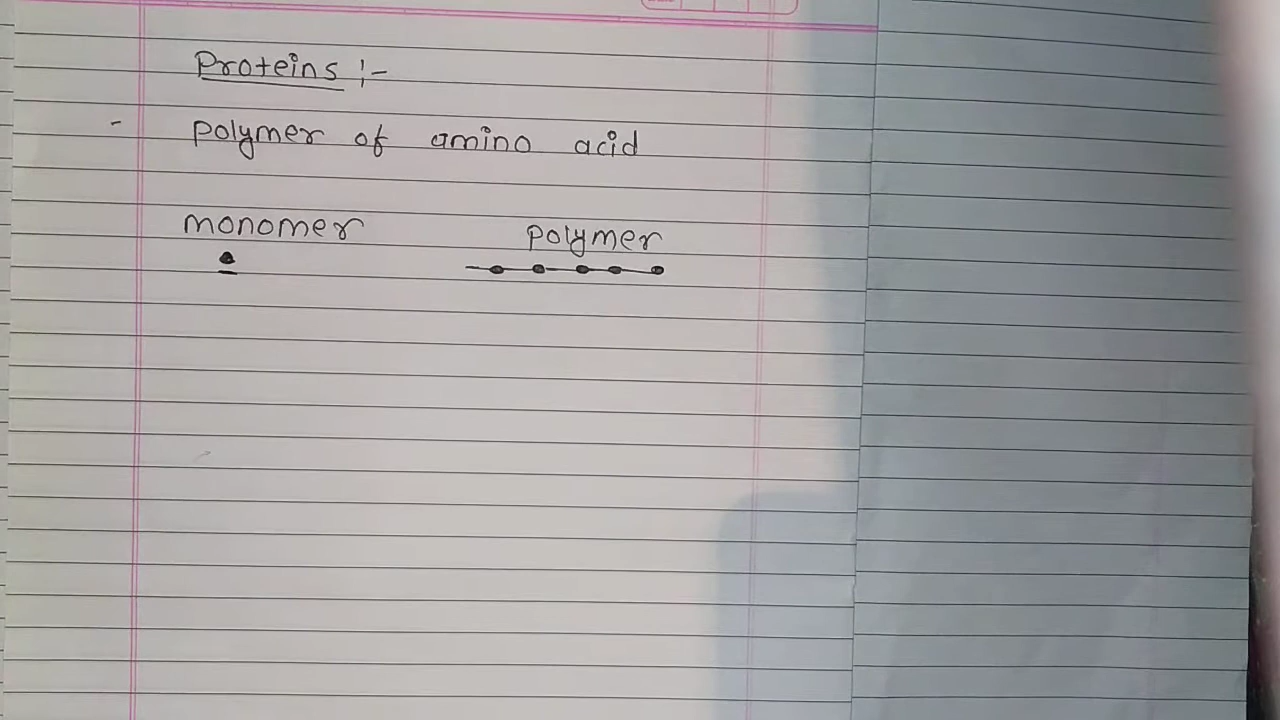 Proteins :-
- polymer of amino acid
monomer polymer